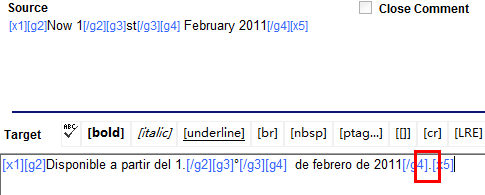 Source
Close Comment
[x1][g2]Now 1[/g2][g3]st[/g3][g4] February 2011[/g4][x5]
Target
ABC [bold] [italic] [underline] [br] [nbsp] [ptag...] [[]] [cr] [LRE]
[x1][g2]Disponible a partir del 1.[/g2][g3]°[/g3][g4]  de febrero de 2011[/g4].[x5]